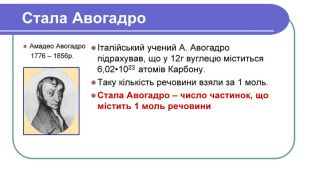 Стала Авогадро
Амадео Авогадро
1776 – 1856р.
Італійський учений А. Авогадро
підрахував, що у 12г вуглецю міститься
6,02•10²³ атомів Карбону.
Таку кількість речовини взяли за 1 моль.
Стала Авогадро – число частинок, що
містить 1 моль речовини